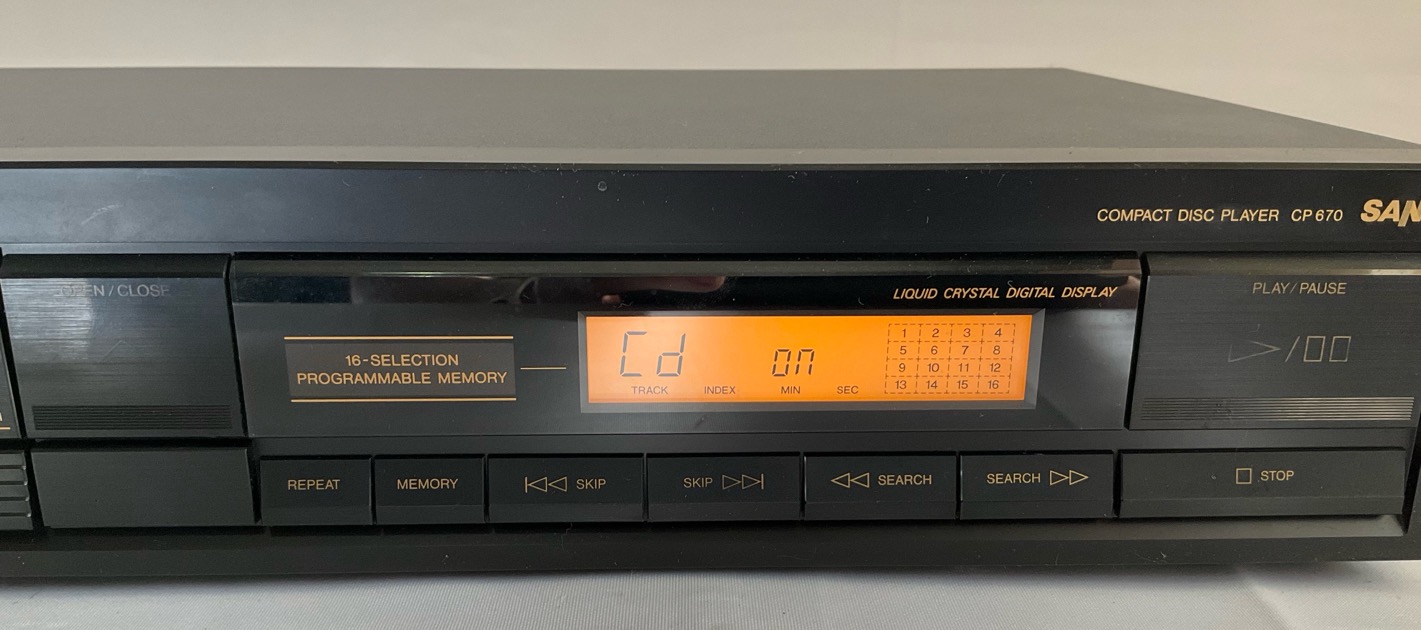 COMPACT DISC PLAYER CP 670
OPEN / CLOSE
LIQUID CRYSTAL DIGITAL DISPLAY
PLAY / PAUSE
16-SELECTION
PROGRAMMABLE MEMORY
Cd on
TRACK INDEX MIN SEC
1 2 3 4
5 6 7 8
9 10 11 12
13 14 15 16
REPEAT
MEMORY
SKIP
SKIP
SEARCH
SEARCH
STOP